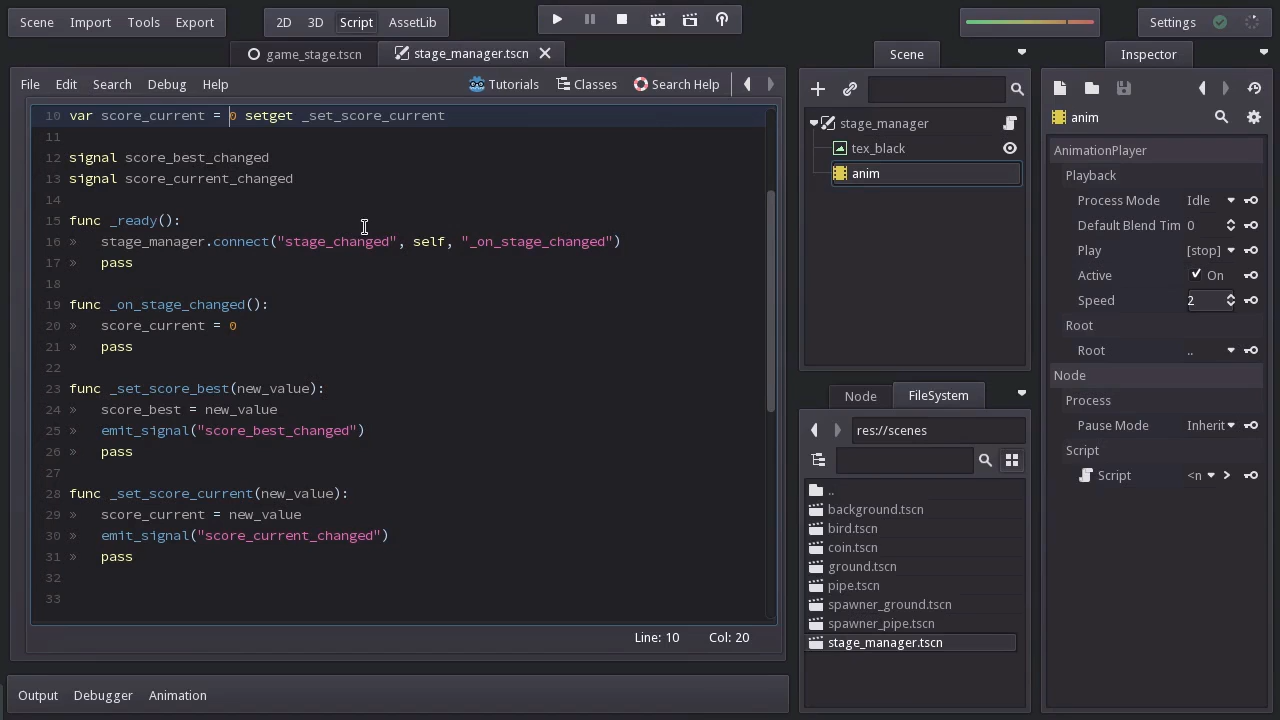 Scene Import Tools Export 2D 3D Script AssetLib Settings
game_stage.tscn stage_manager.tscn
File Edit Search Debug Help Tutorials Classes Search Help
10 var score_current = 0 setget _set_score_current
11
12 signal score_best_changed
13 signal score_current_changed
14
15 func _ready():
16 » stage_manager.connect("stage_changed", self, "_on_stage_changed")
17 » pass
18
19 func _on_stage_changed():
20 » score_current = 0
21 » pass
22
23 func _set_score_best(new_value):
24 » score_best = new_value
25 » emit_signal("score_best_changed")
26 » pass
27
28 func _set_score_current(new_value):
29 » score_current = new_value
30 » emit_signal("score_current_changed")
31 » pass
32
33
Line: 10 Col: 20
Output Debugger Animation
Scene
stage_manager
tex_black
anim
Node FileSystem
res://scenes
..
background.tscn
bird.tscn
coin.tscn
ground.tscn
pipe.tscn
spawner_ground.tscn
spawner_pipe.tscn
stage_manager.tscn
Inspector
anim
AnimationPlayer
Playback
Process Mode Idle
Default Blend Tim 0
Play [stop]
Active On
Speed 2
Root
Root ..
Node
Process
Pause Mode Inherit
Script
Script <n